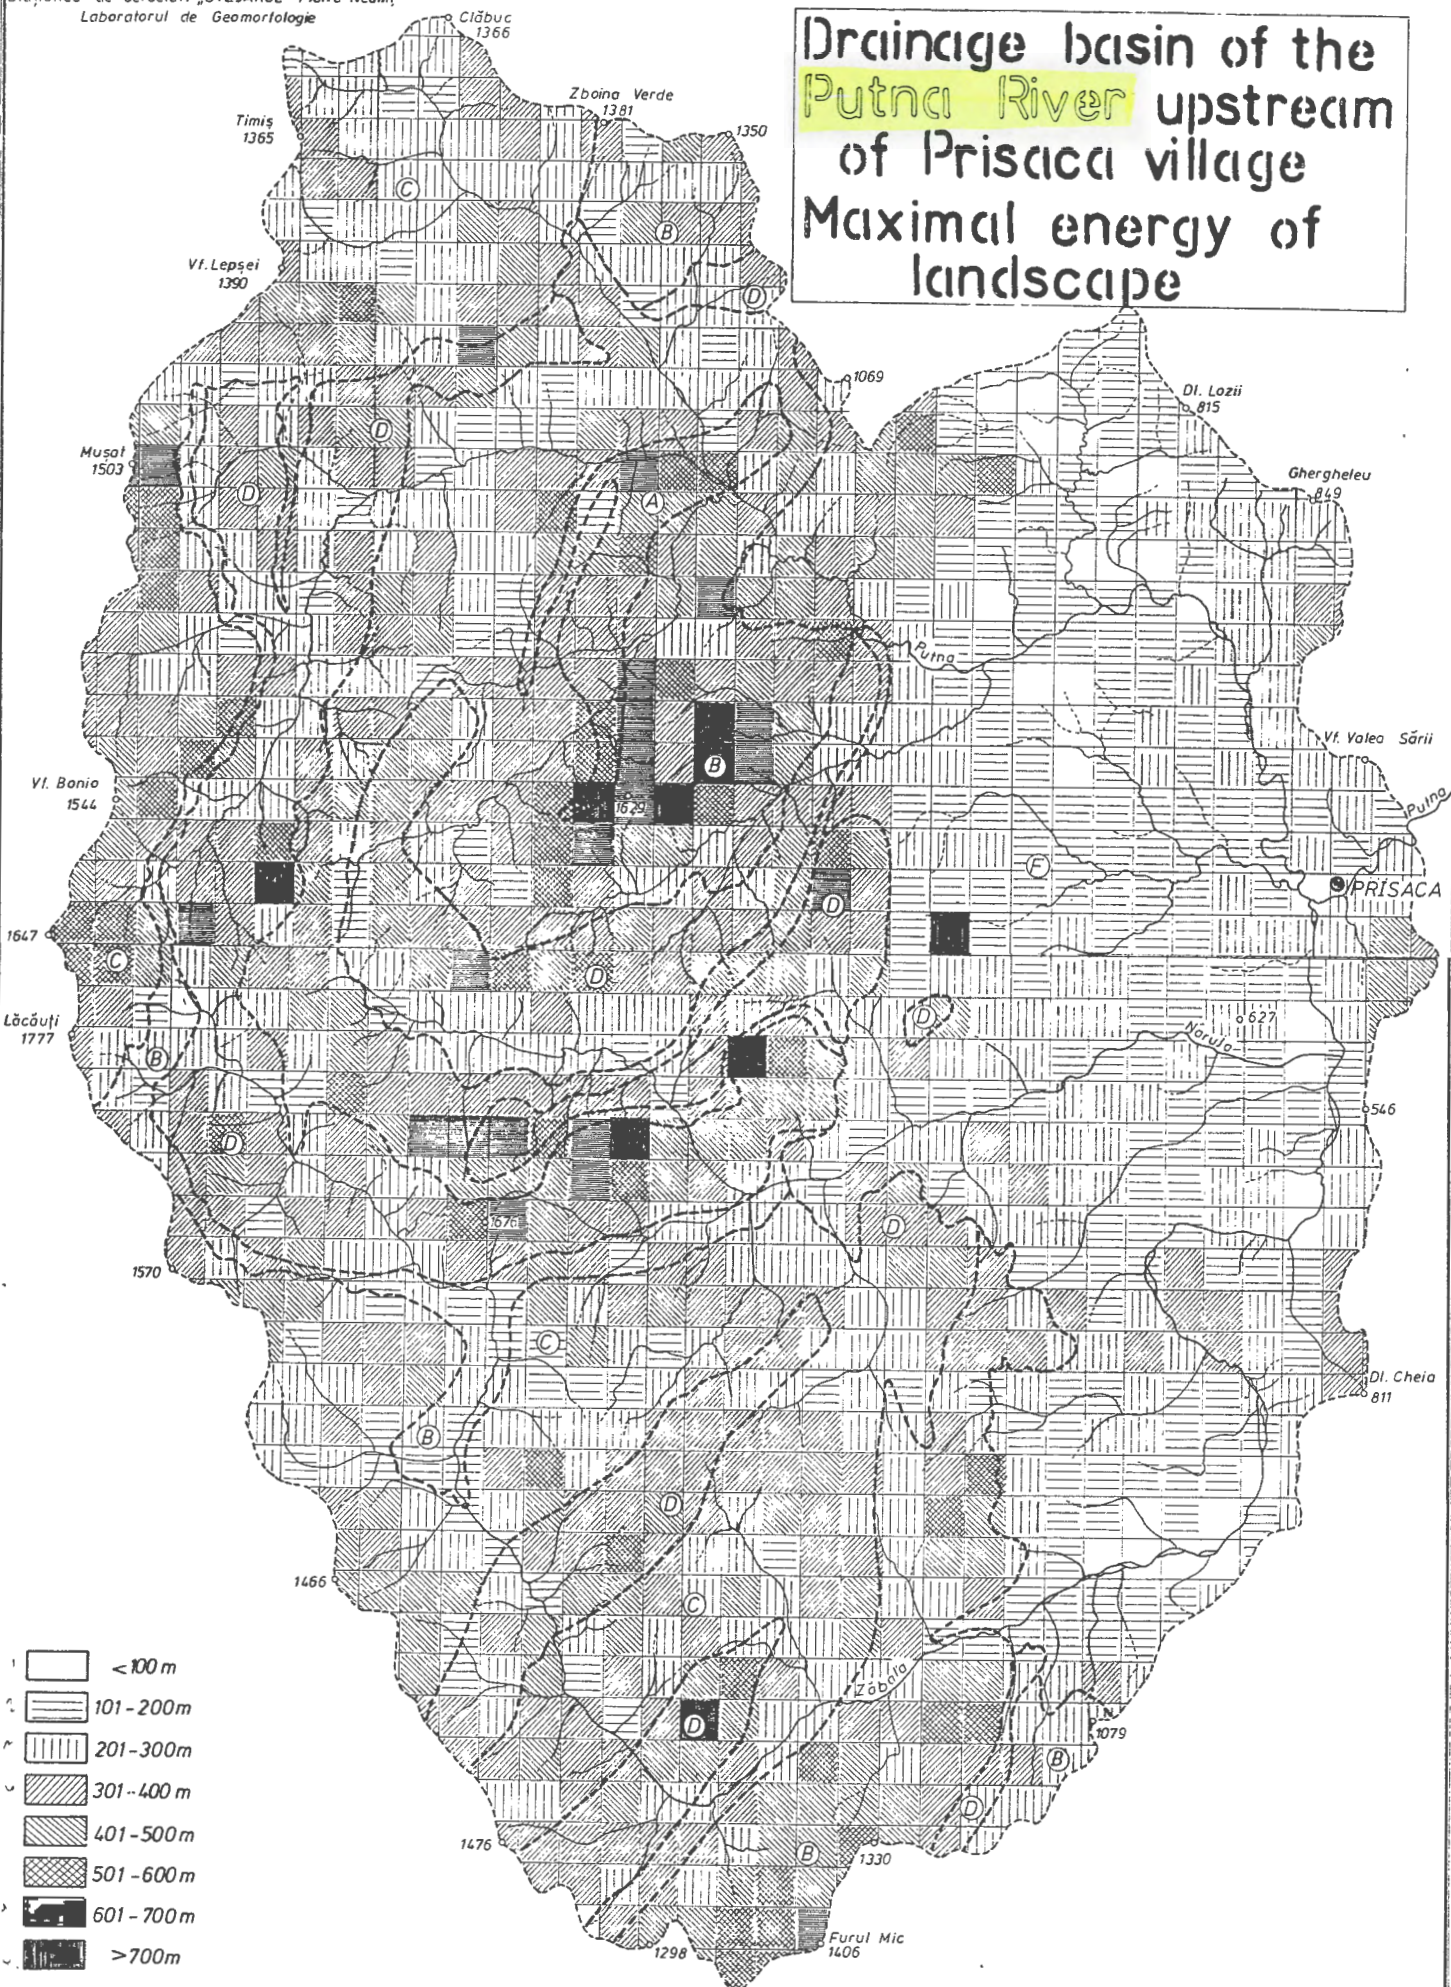 Laboratorul de Geomorfologie
Drainage basin of the
Putna River upstream
of Prisaca village
Maximal energy of
landscape
Clăbuc
1366
Zboina Verde
1381
1350
Timiș
1365
C
B
Vf. Lepșei
1390
D
1069
Dl. Lozii
815
D
Mușat
1503
Ghergheleu
849
D
A
Putna
Vf. Valea Sării
B
Vf. Bonio
1544
1629
Putna
F
PRISACA
D
1647
C
D
Lăcăuți
1777
D
627
Naruja
B
546
D
1676
D
1570
C
Dl. Cheia
811
B
D
1466
C
Zăbala
D
1079
B
D
1476
B
1330
Furul Mic
1406
1298
<100 m
101-200m
201-300m
301-400 m
401-500m
501-600m
601-700m
>700m